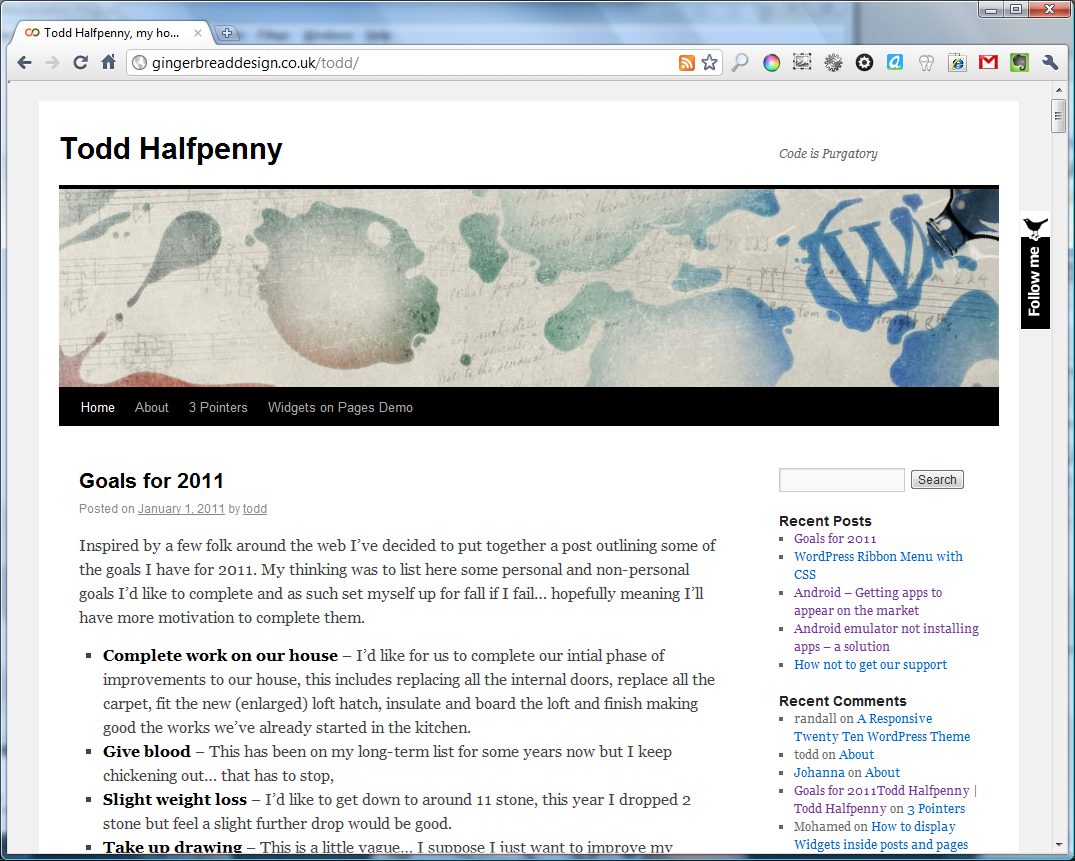 Todd Halfpenny, my ho...
gingerbreaddesign.co.uk/todd/
Todd Halfpenny
Code is Purgatory
W
Follow me
Home About 3 Pointers Widgets on Pages Demo
Goals for 2011
Posted on January 1, 2011 by todd
Inspired by a few folk around the web I’ve decided to put together a post outlining some of
the goals I have for 2011. My thinking was to list here some personal and non-personal
goals I’d like to complete and as such set myself up for fall if I fail… hopefully meaning I’ll
have more motivation to complete them.
Complete work on our house – I’d like for us to complete our intial phase of
improvements to our house, this includes replacing all the internal doors, replace all the
carpet, fit the new (enlarged) loft hatch, insulate and board the loft and finish making
good the works we’ve already started in the kitchen.
Give blood – This has been on my long-term list for some years now but I keep
chickening out… that has to stop,
Slight weight loss – I’d like to get down to around 11 stone, this year I dropped 2
stone but feel a slight further drop would be good.
Take up drawing – This is a little vague… I suppose I just want to improve my
Search
Recent Posts
Goals for 2011
WordPress Ribbon Menu with
CSS
Android – Getting apps to
appear on the market
Android emulator not installing
apps – a solution
How not to get our support
Recent Comments
randall on A Responsive
Twenty Ten WordPress Theme
todd on About
Johanna on About
Goals for 2011Todd Halfpenny |
Todd Halfpenny on 3 Pointers
Mohamed on How to display
Widgets inside posts and pages